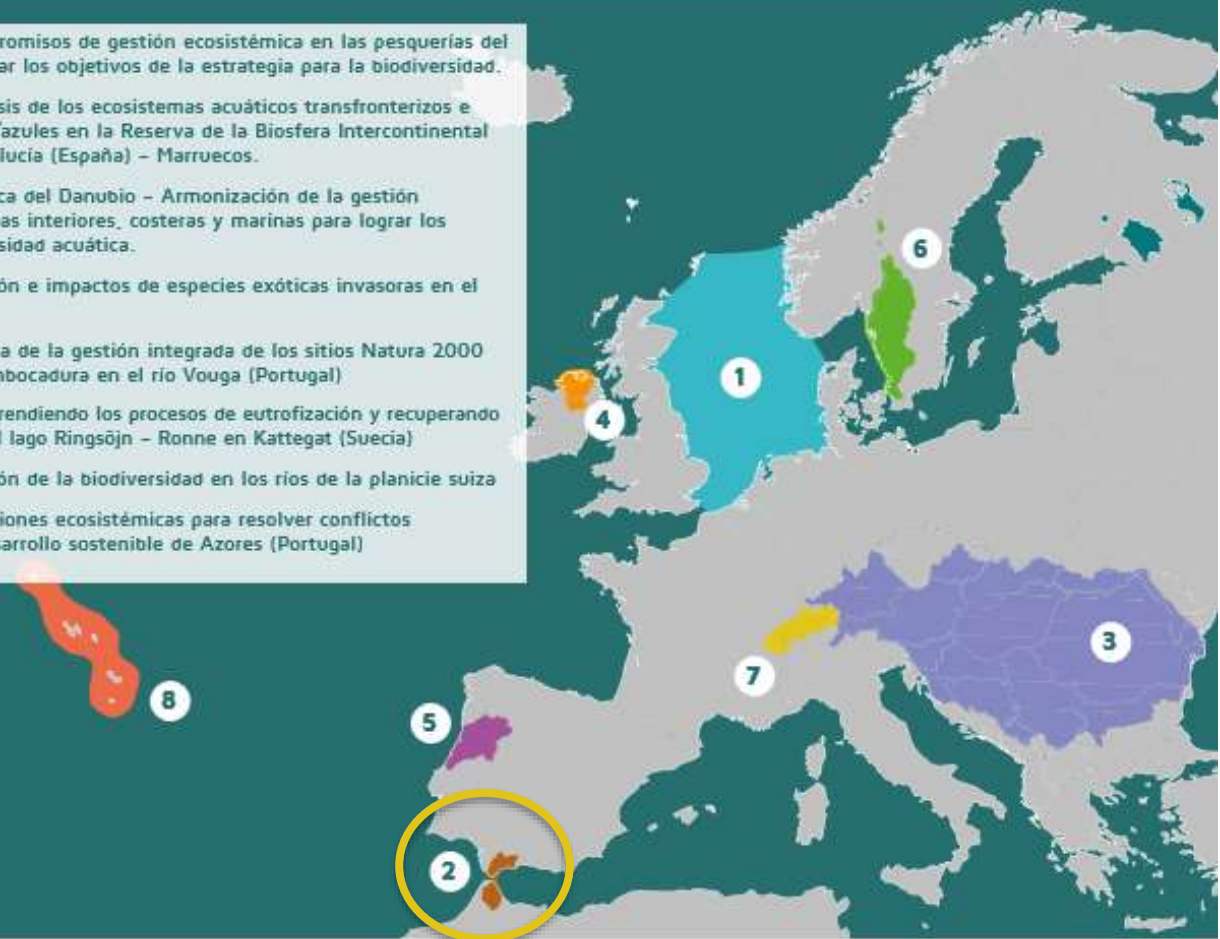 romisos de gestión ecosistémica en las pesquerías del
ar los objetivos de la estrategia para la biodiversidad.
sis de los ecosistemas acuáticos transfronterizos e
/azules en la Reserva de la Biosfera Intercontinental
lucía (España) – Marruecos.
ca del Danubio – Armonización de la gestión
as interiores, costeras y marinas para lograr los
sidad acuática.
ón e impactos de especies exóticas invasoras en el
a de la gestión integrada de los sitios Natura 2000
mbocadura en el río Vouga (Portugal)
rendiendo los procesos de eutrofización y recuperando
l lago Ringsöjn – Ronne en Kattegat (Suecia)
ón de la biodiversidad en los ríos de la planicie suiza
iones ecosistémicas para resolver conflictos
sarrollo sostenible de Azores (Portugal)
6
1
4
3
7
8
5
2